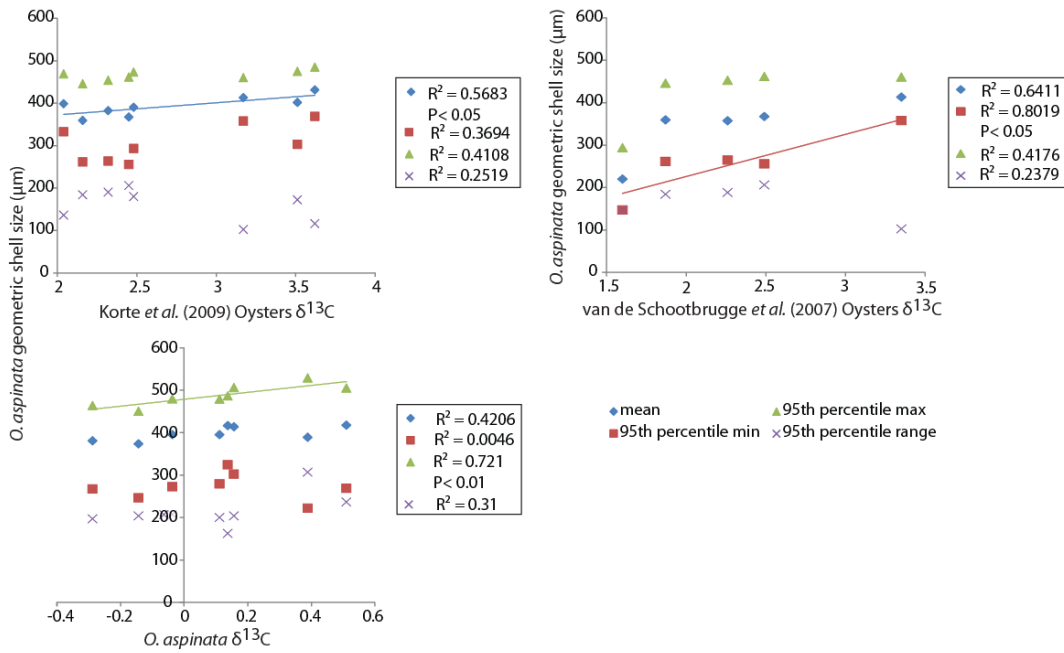 O. aspinata geometric shell size (µm)
600
500
400
300
200
100
0
2
2.5
3
3.5
4
Korte et al. (2009) Oysters δ13C
R² = 0.5683
P< 0.05
R² = 0.3694
R² = 0.4108
R² = 0.2519
O. aspinata geometric shell size (µm)
600
500
400
300
200
100
0
1.5
2
2.5
3
3.5
van de Schootbrugge et al. (2007) Oysters δ13C
R² = 0.6411
R² = 0.8019
P< 0.05
R² = 0.4176
R² = 0.2379
600
500
400
300
200
100
0
-0.4
-0.2
0
0.2
0.4
0.6
O. aspinata δ13C
R² = 0.4206
R² = 0.0046
R² = 0.721
P< 0.01
R² = 0.31
mean
95th percentile max
95th percentile min
95th percentile range